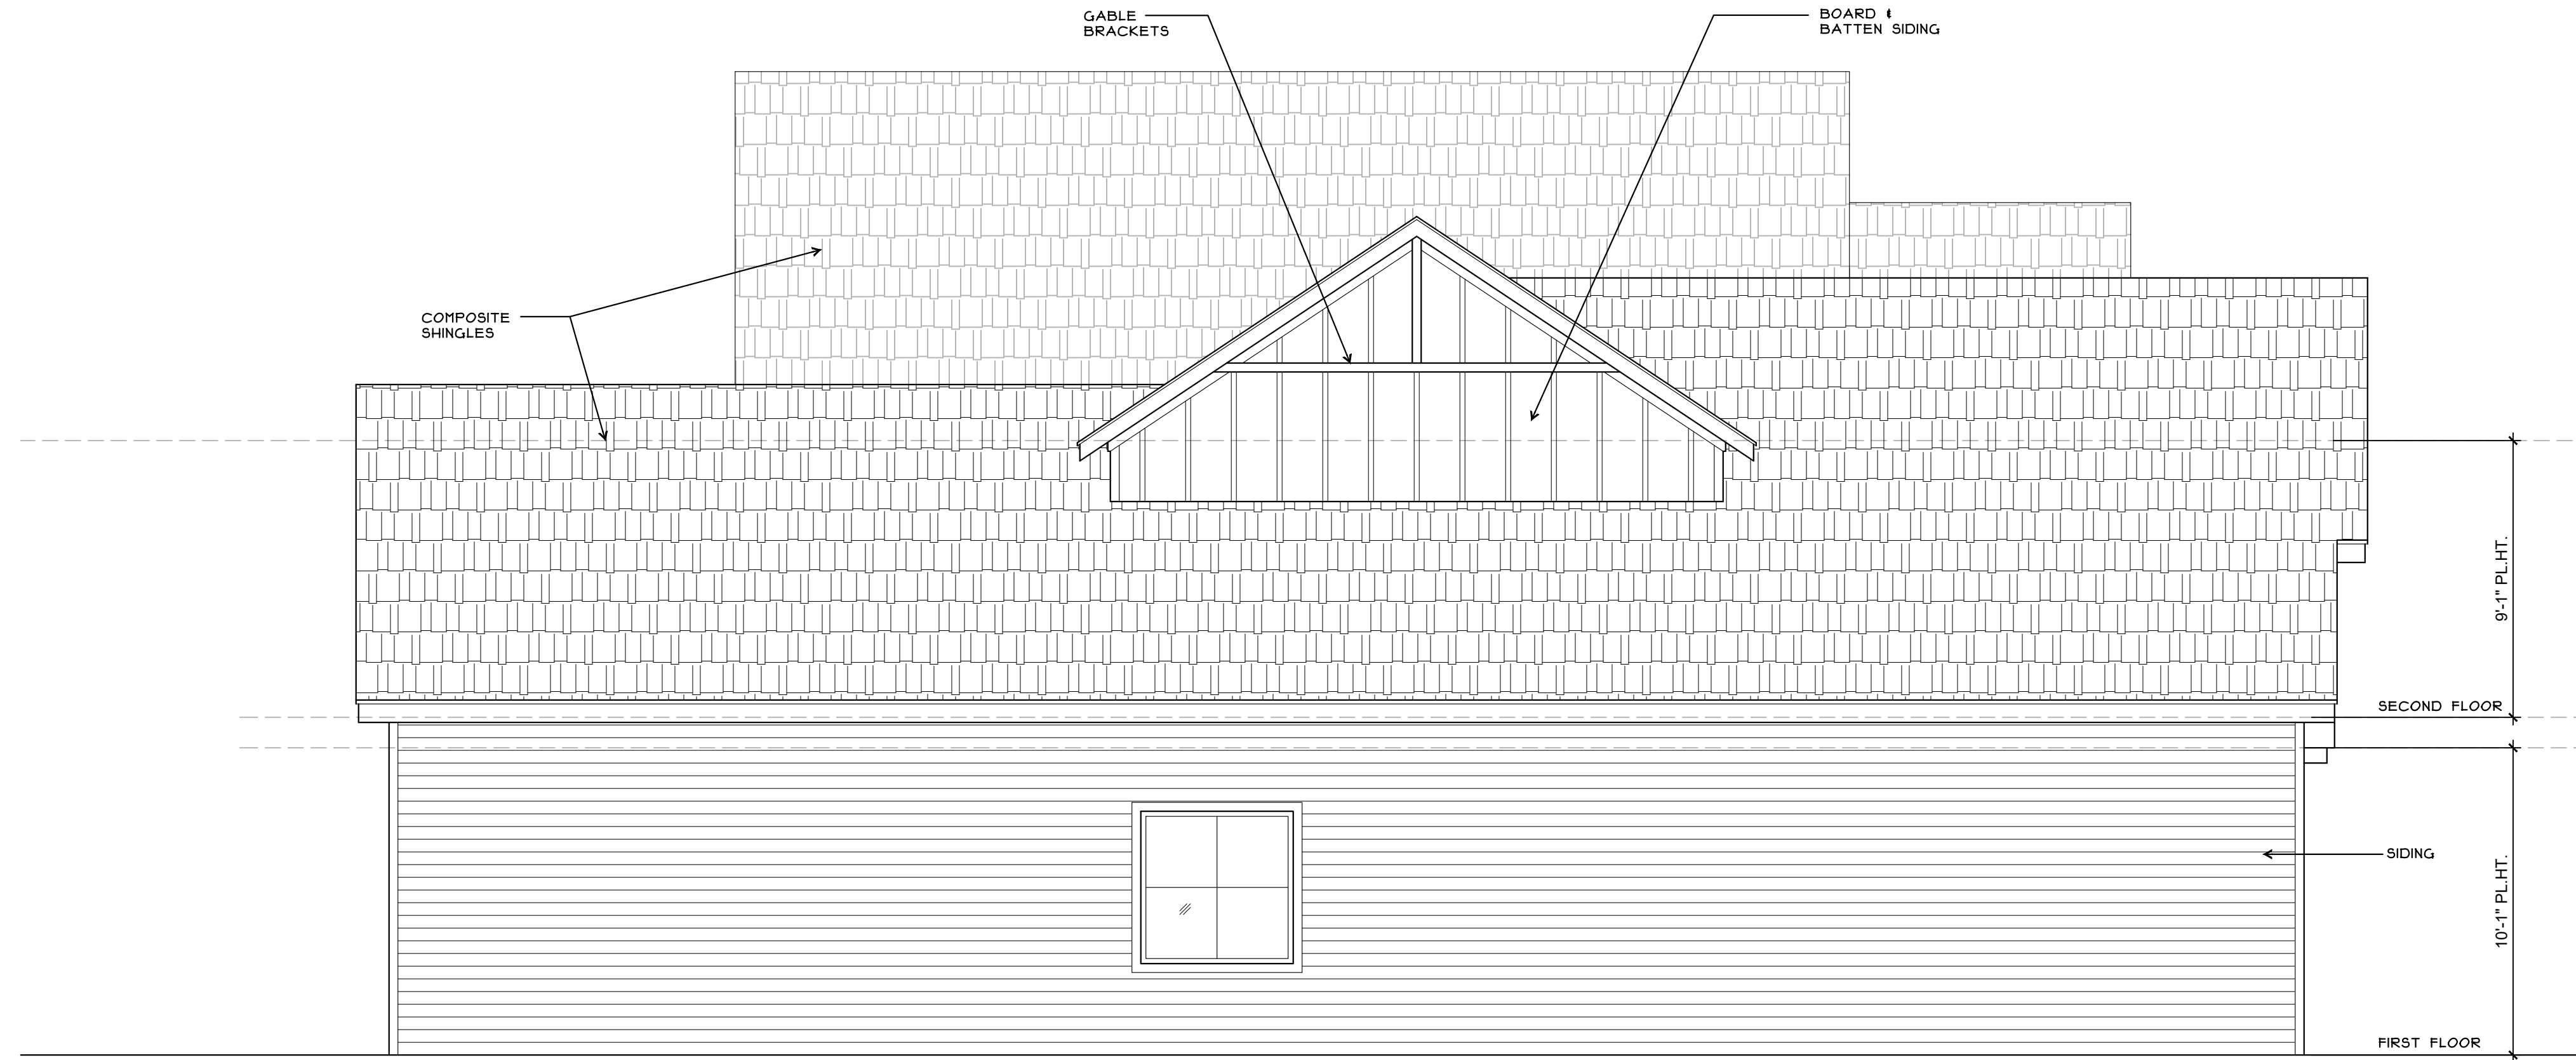 GABLE
BRACKETS
BOARD &
BATTEN SIDING
COMPOSITE
SHINGLES
9'-1" PL.HT.
SECOND FLOOR
SIDING
10'-1" PL.HT.
FIRST FLOOR